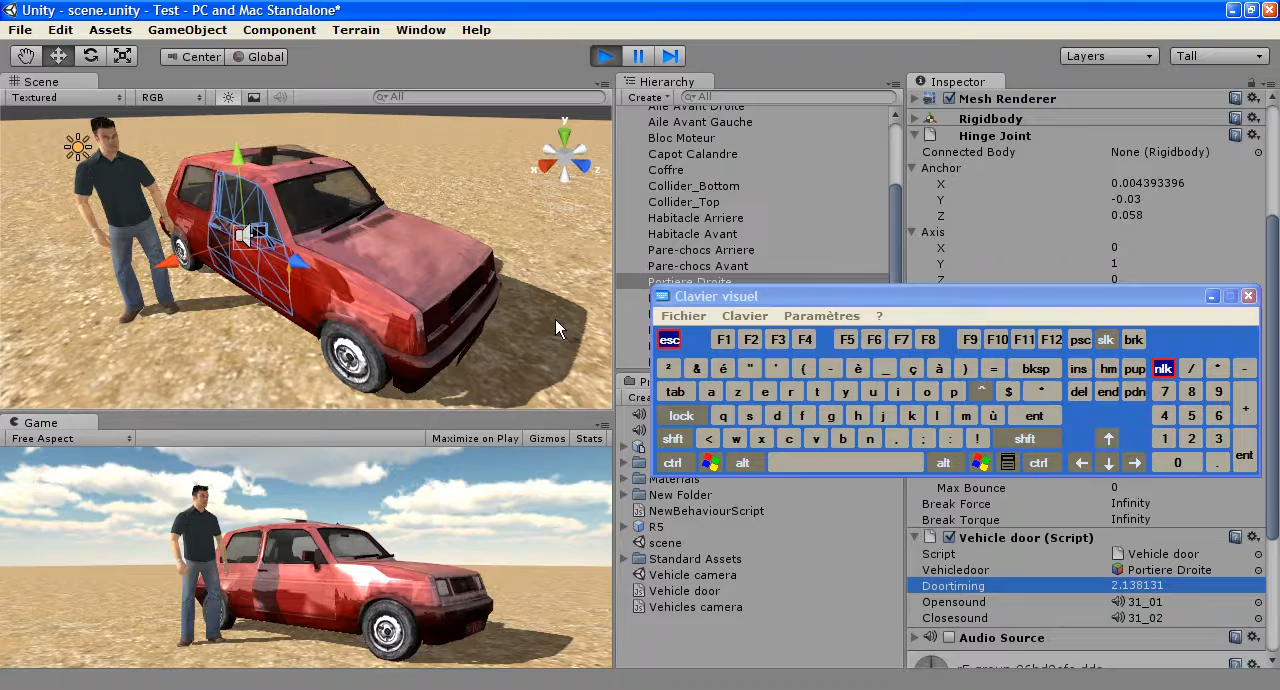 Unity - scene.unity - Test - PC and Mac Standalone*
File Edit Assets GameObject Component Terrain Window Help
Center Global Layers Tall
Scene
Textured RGB All
y
x z
Hierarchy
Create All
Aile Avant Droite
Aile Avant Gauche
Bloc Moteur
Capot Calandre
Coffre
Collider_Bottom
Collider_Top
Habitacle Arriere
Habitacle Avant
Pare-chocs Arriere
Pare-chocs Avant
Portiere Droite
Inspector
Mesh Renderer
Rigidbody
Hinge Joint
Connected Body None (Rigidbody)
Anchor
X 0.004393396
Y -0.03
Z 0.058
Axis
X 0
Y 1
Z 0
Clavier visuel
Fichier Clavier Paramètres ?
esc F1 F2 F3 F4 F5 F6 F7 F8 F9 F10 F11 F12 psc slk brk
² & é " ' ( - è _ ç à ) = bksp ins hm pup nlk / * -
tab a z e r t y u i o p ^ $ * del end pdn 7 8 9 +
lock q s d f g h j k l m ù ent 4 5 6
shft < w x c v b n , ; : ! shft ↑ 1 2 3 ent
ctrl alt alt ctrl ← ↓ → 0 .
Game
Free Aspect Maximize on Play Gizmos Stats
Pr
Crea
Materials
New Folder
NewBehaviourScript
R5
scene
Standard Assets
Vehicle camera
Vehicle door
Vehicles camera
Max Bounce 0
Break Force Infinity
Break Torque Infinity
Vehicle door (Script)
Script Vehicle door
Vehicledoor Portiere Droite
Doortiming 2.138131
Opensound 31_01
Closesound 31_02
Audio Source